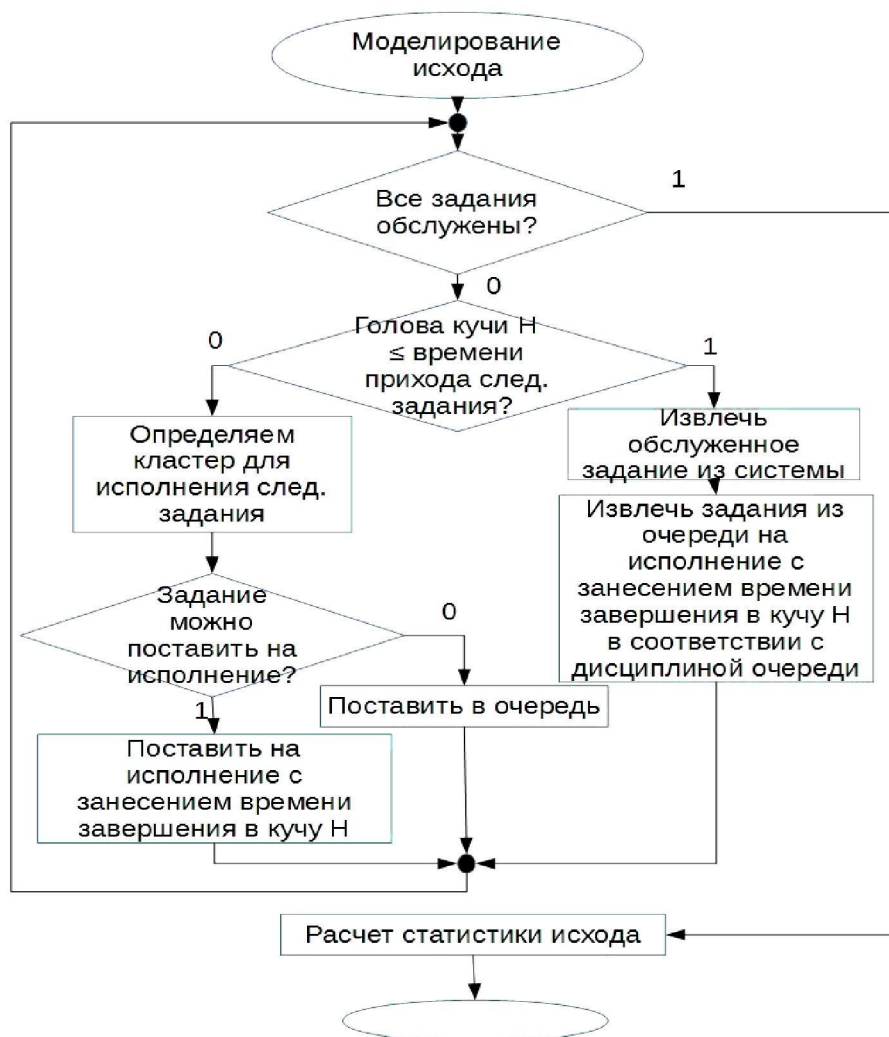 Моделирование
исхода
1
Все задания
обслужены?
0
Голова кучи Н
≤ времени
прихода след.
задания?
0
1
Определяем
кластер для
исполнения след.
задания
Извлечь
обслуженное
задание из системы
Извлечь задания из
очереди на
исполнение с
занесением времени
завершения в кучу Н
в соответствии с
дисциплиной очереди
Задание
можно
поставить на
исполнение?
0
1
Поставить в очередь
Поставить на
исполнение с
занесением времени
завершения в кучу Н
Расчет статистики исхода